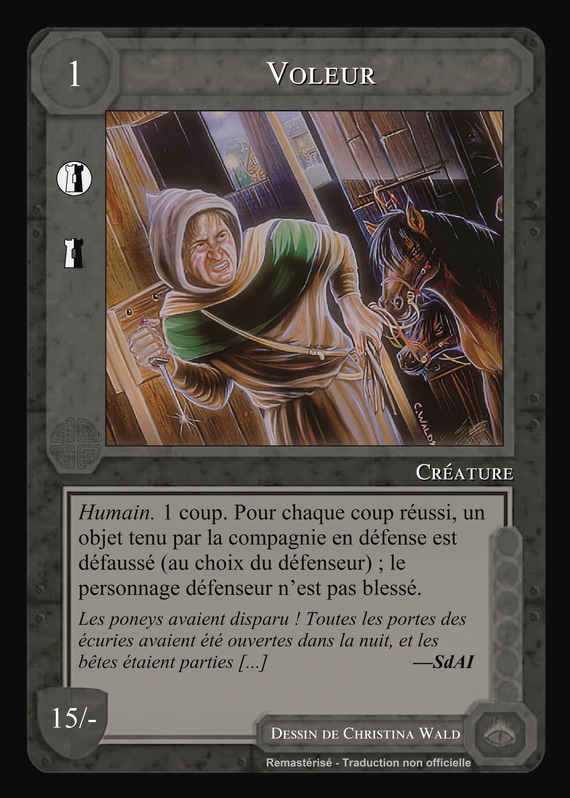 1
Voleur
C. WALD
Créature
Humain. 1 coup. Pour chaque coup réussi, un
objet tenu par la compagnie en défense est
défaussé (au choix du défenseur) ; le
personnage défenseur n'est pas blessé.
Les poneys avaient disparu ! Toutes les portes des
écuries avaient été ouvertes dans la nuit, et les
bêtes étaient parties [...] —SdAI
15/-
Dessin de Christina Wald
Remastérisé - Traduction non officielle